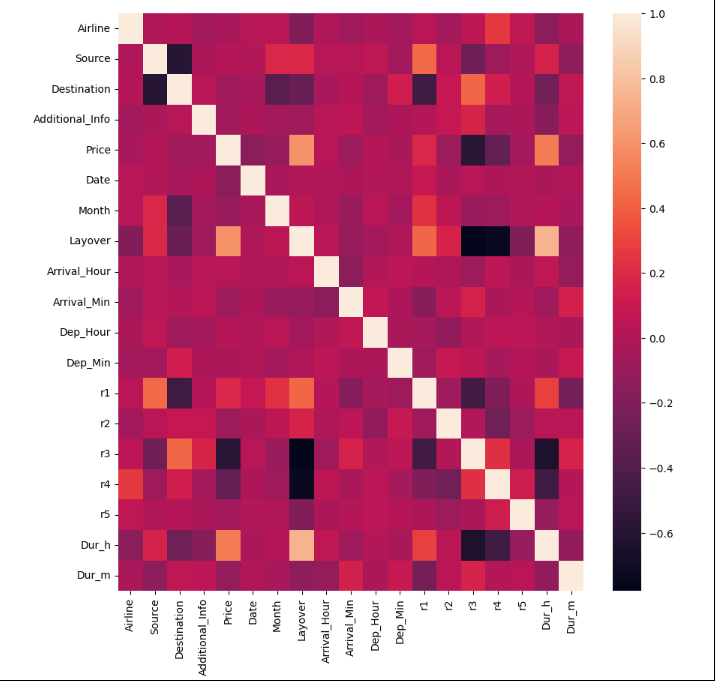 Airline
Source
Destination
Additional_Info
Price
Date
Month
Layover
Arrival_Hour
Arrival_Min
Dep_Hour
Dep_Min
r1
r2
r3
r4
r5
Dur_h
Dur_m
Airline
Source
Destination
Additional_Info
Price
Date
Month
Layover
Arrival_Hour
Arrival_Min
Dep_Hour
Dep_Min
r1
r2
r3
r4
r5
Dur_h
Dur_m
1.0
0.8
0.6
0.4
0.2
0.0
−0.2
−0.4
−0.6